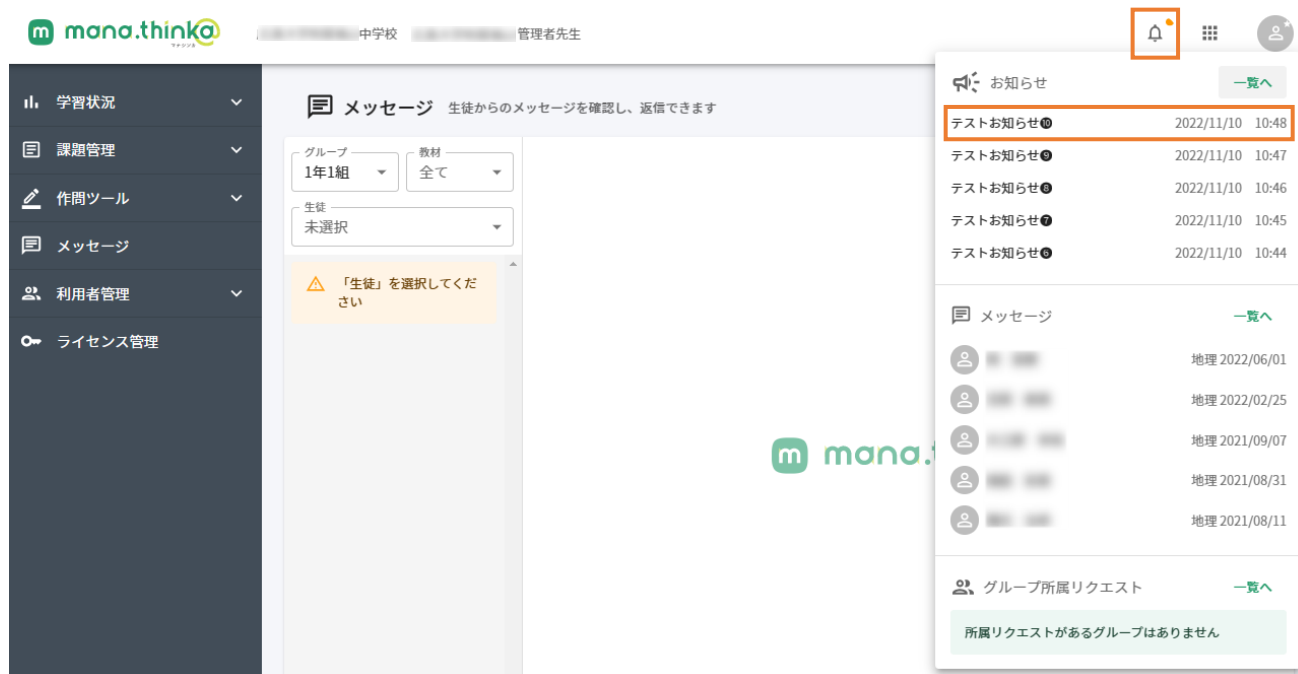 m mana.think@
マナシンカ
中学校 管理者先生
学習状況
課題管理
作問ツール
メッセージ
利用者管理
ライセンス管理
メッセージ 生徒からのメッセージを確認し、返信できます
グループ
1年1組
教材
全て
生徒
未選択
「生徒」を選択してくだ
さい
m mana.
お知らせ 一覧へ
テストお知らせ❿ 2022/11/10 10:48
テストお知らせ❾ 2022/11/10 10:47
テストお知らせ❽ 2022/11/10 10:46
テストお知らせ❼ 2022/11/10 10:45
テストお知らせ❻ 2022/11/10 10:44
メッセージ 一覧へ
地理 2022/06/01
地理 2022/02/25
地理 2021/09/07
地理 2021/08/31
地理 2021/08/11
グループ所属リクエスト 一覧へ
所属リクエストがあるグループはありません